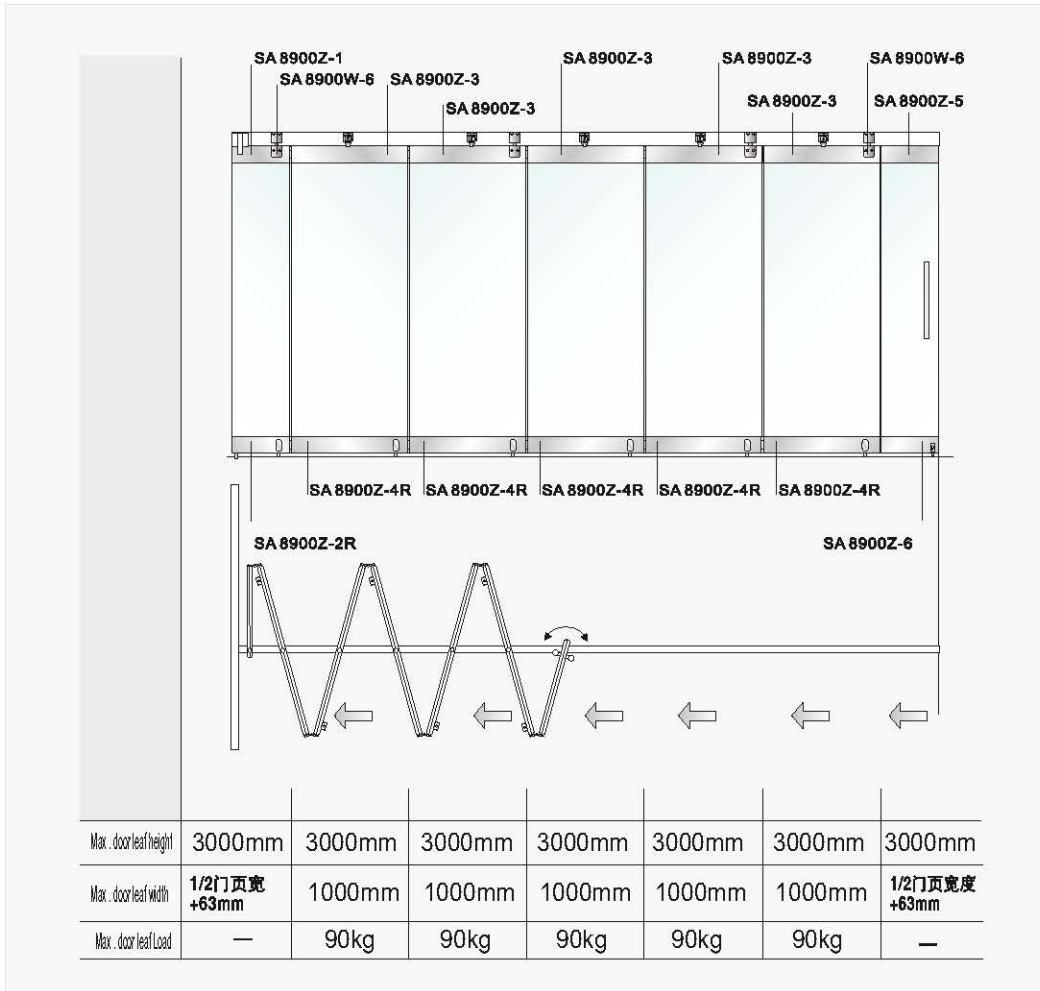 SA 8900Z-1
SA 8900W-6
SA 8900Z-3
SA 8900Z-3
SA 8900Z-3
SA 8900Z-3
SA 8900Z-3
SA 8900W-6
SA 8900Z-5
SA 8900Z-4R SA 8900Z-4R SA 8900Z-4R SA 8900Z-4R SA 8900Z-4R
SA 8900Z-2R
SA 8900Z-6
Max . door leaf height 3000mm 3000mm 3000mm 3000mm 3000mm 3000mm 3000mm
Max . door leaf width 1/2门页宽 +63mm 1000mm 1000mm 1000mm 1000mm 1000mm 1/2门页宽度 +63mm
Max . door leaf Load — 90kg 90kg 90kg 90kg 90kg —